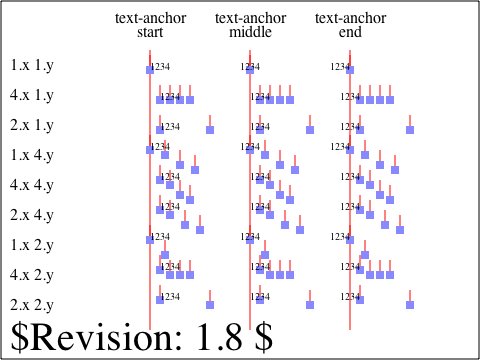 text-anchor text-anchor text-anchor
start middle end
1.x 1.y 1234 1234 1234
4.x 1.y 1234 1234 1234
2.x 1.y 1234 1234 1234
1.x 4.y 1234 1234 1234
4.x 4.y 1234 1234 1234
2.x 4.y 1234 1234 1234
1.x 2.y 1234 1234 1234
4.x 2.y 1234 1234 1234
2.x 2.y 1234 1234 1234
$Revision: 1.8 $